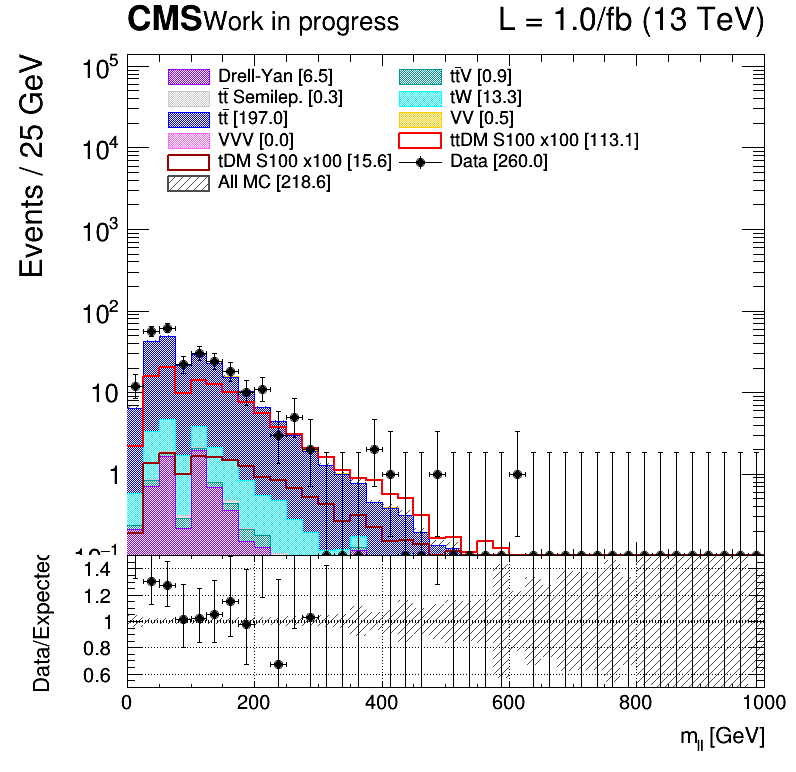 CMS Work in progress L = 1.0/fb (13 TeV)
Events / 25 GeV
Drell-Yan [6.5] tt̄V [0.9]
tt̄ Semilep. [0.3] tW [13.3]
tt̄ [197.0] VV [0.5]
VVV [0.0] ttDM S100 x100 [113.1]
tDM S100 x100 [15.6] Data [260.0]
All MC [218.6]
10⁵
10⁴
10³
10²
10
1
10⁻¹
Data/Expected
1.4
1.2
1
0.8
0.6
0 200 400 600 800 1000
m_ll [GeV]